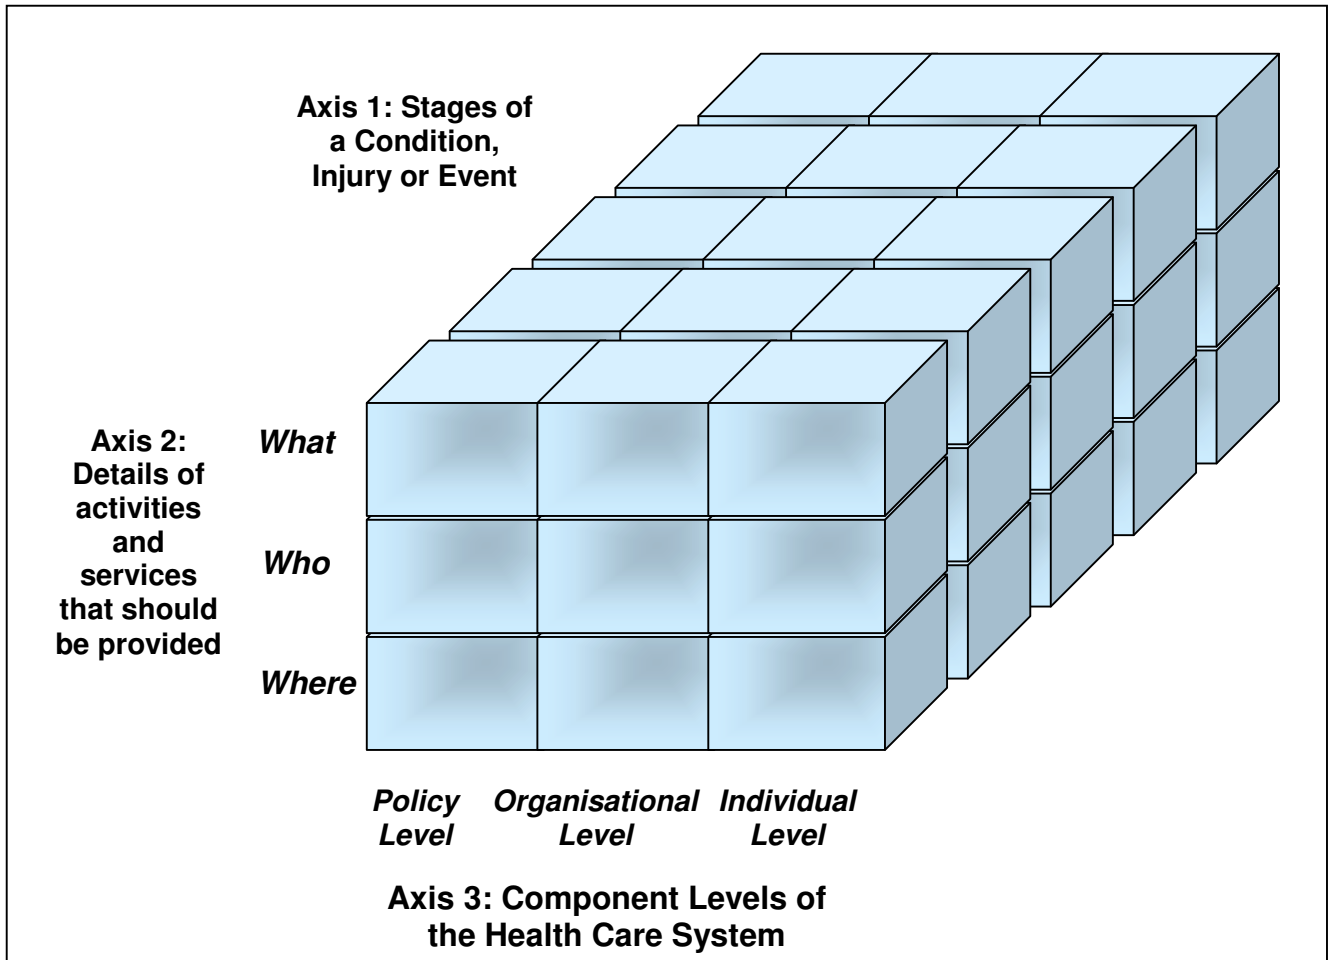 Axis 1: Stages of
a Condition,
Injury or Event
Axis 2:
Details of
activities
and
services
that should
be provided
What
Who
Where
Policy
Level
Organisational
Level
Individual
Level
Axis 3: Component Levels of
the Health Care System